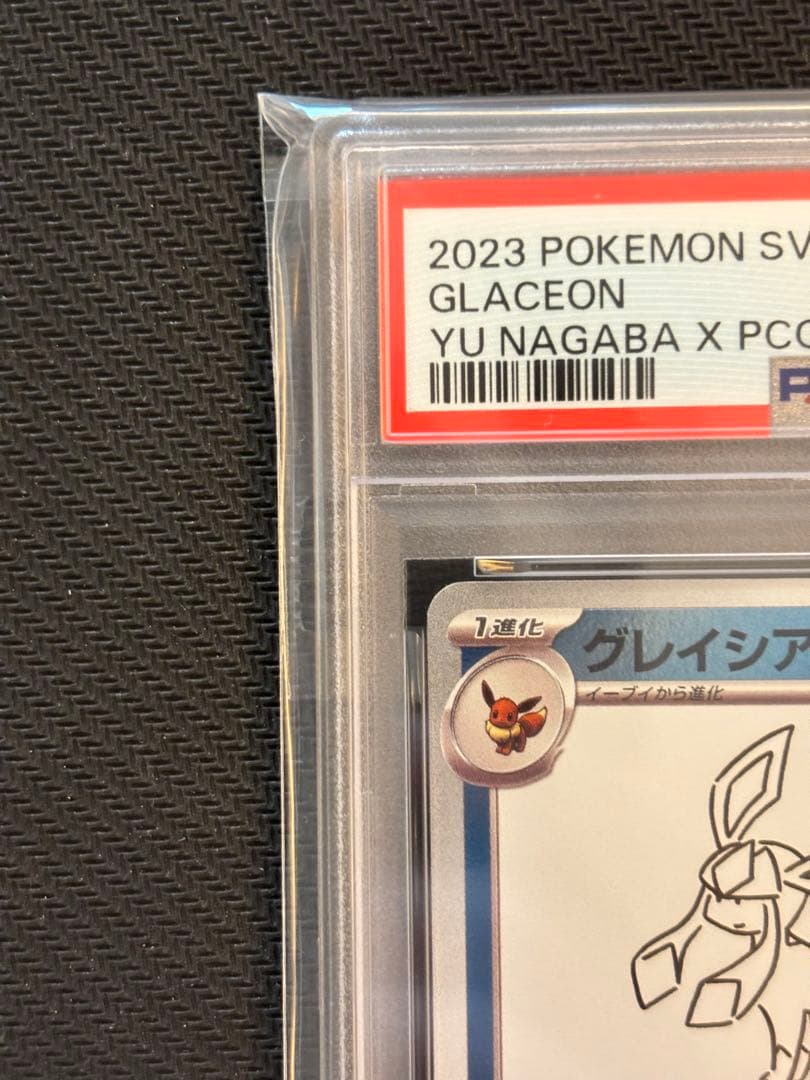 2023 POKEMON SV
GLACEON
YU NAGABA X PCG
1進化
グレイシア
イーブイから進化